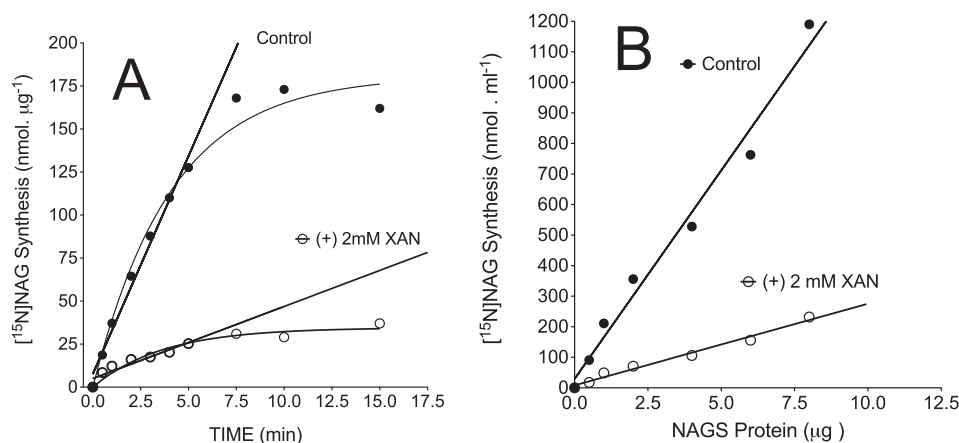 A
[¹⁵N]NAG Synthesis (nmol. μg⁻¹)
200
175
150
125
100
75
50
25
0
Control
(+) 2mM XAN
0.0 2.5 5.0 7.5 10.0 12.5 15.0 17.5
TIME (min)
B
[¹⁵N]NAG Synthesis (nmol . ml⁻¹)
1200
1100
1000
900
800
700
600
500
400
300
200
100
0
Control
(+) 2 mM XAN
0.0 2.5 5.0 7.5 10.0 12.5
NAGS Protein (μg )